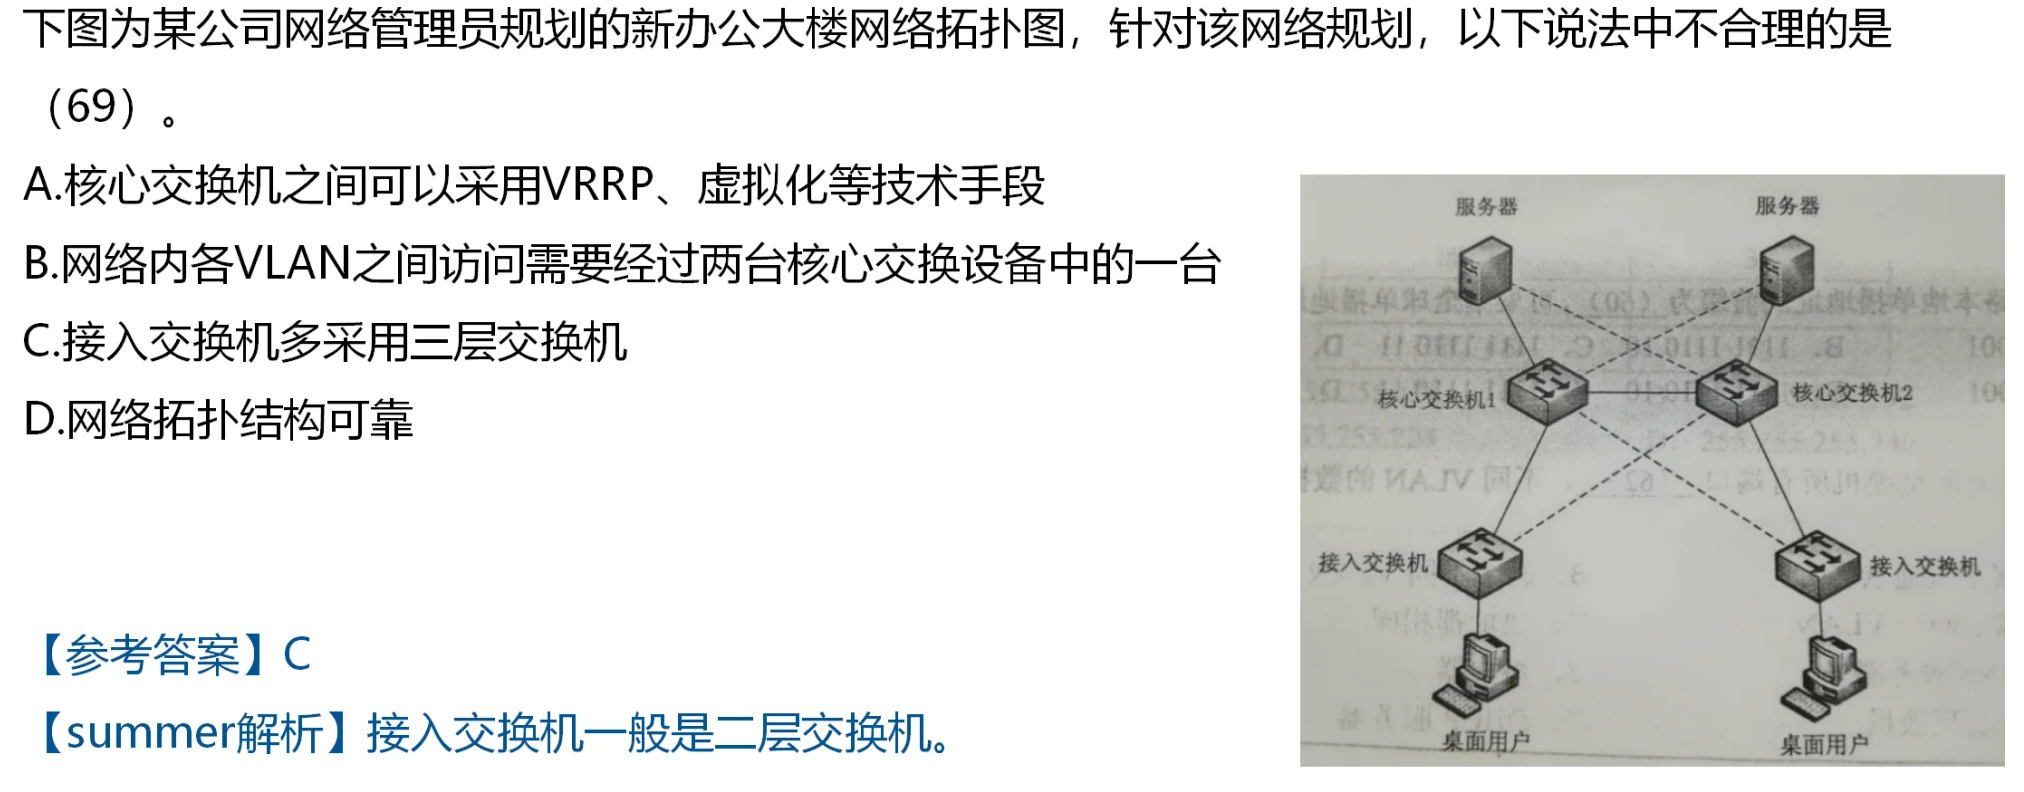 下图为某公司网络管理员规划的新办公大楼网络拓扑图，针对该网络规划，以下说法中不合理的是
（69）。
A.核心交换机之间可以采用VRRP、虚拟化等技术手段
B.网络内各VLAN之间访问需要经过两台核心交换设备中的一台
C.接入交换机多采用三层交换机
D.网络拓扑结构可靠
【参考答案】C
【summer解析】接入交换机一般是二层交换机。
服务器
服务器
核心交换机1
核心交换机2
接入交换机
接入交换机
桌面用户
桌面用户